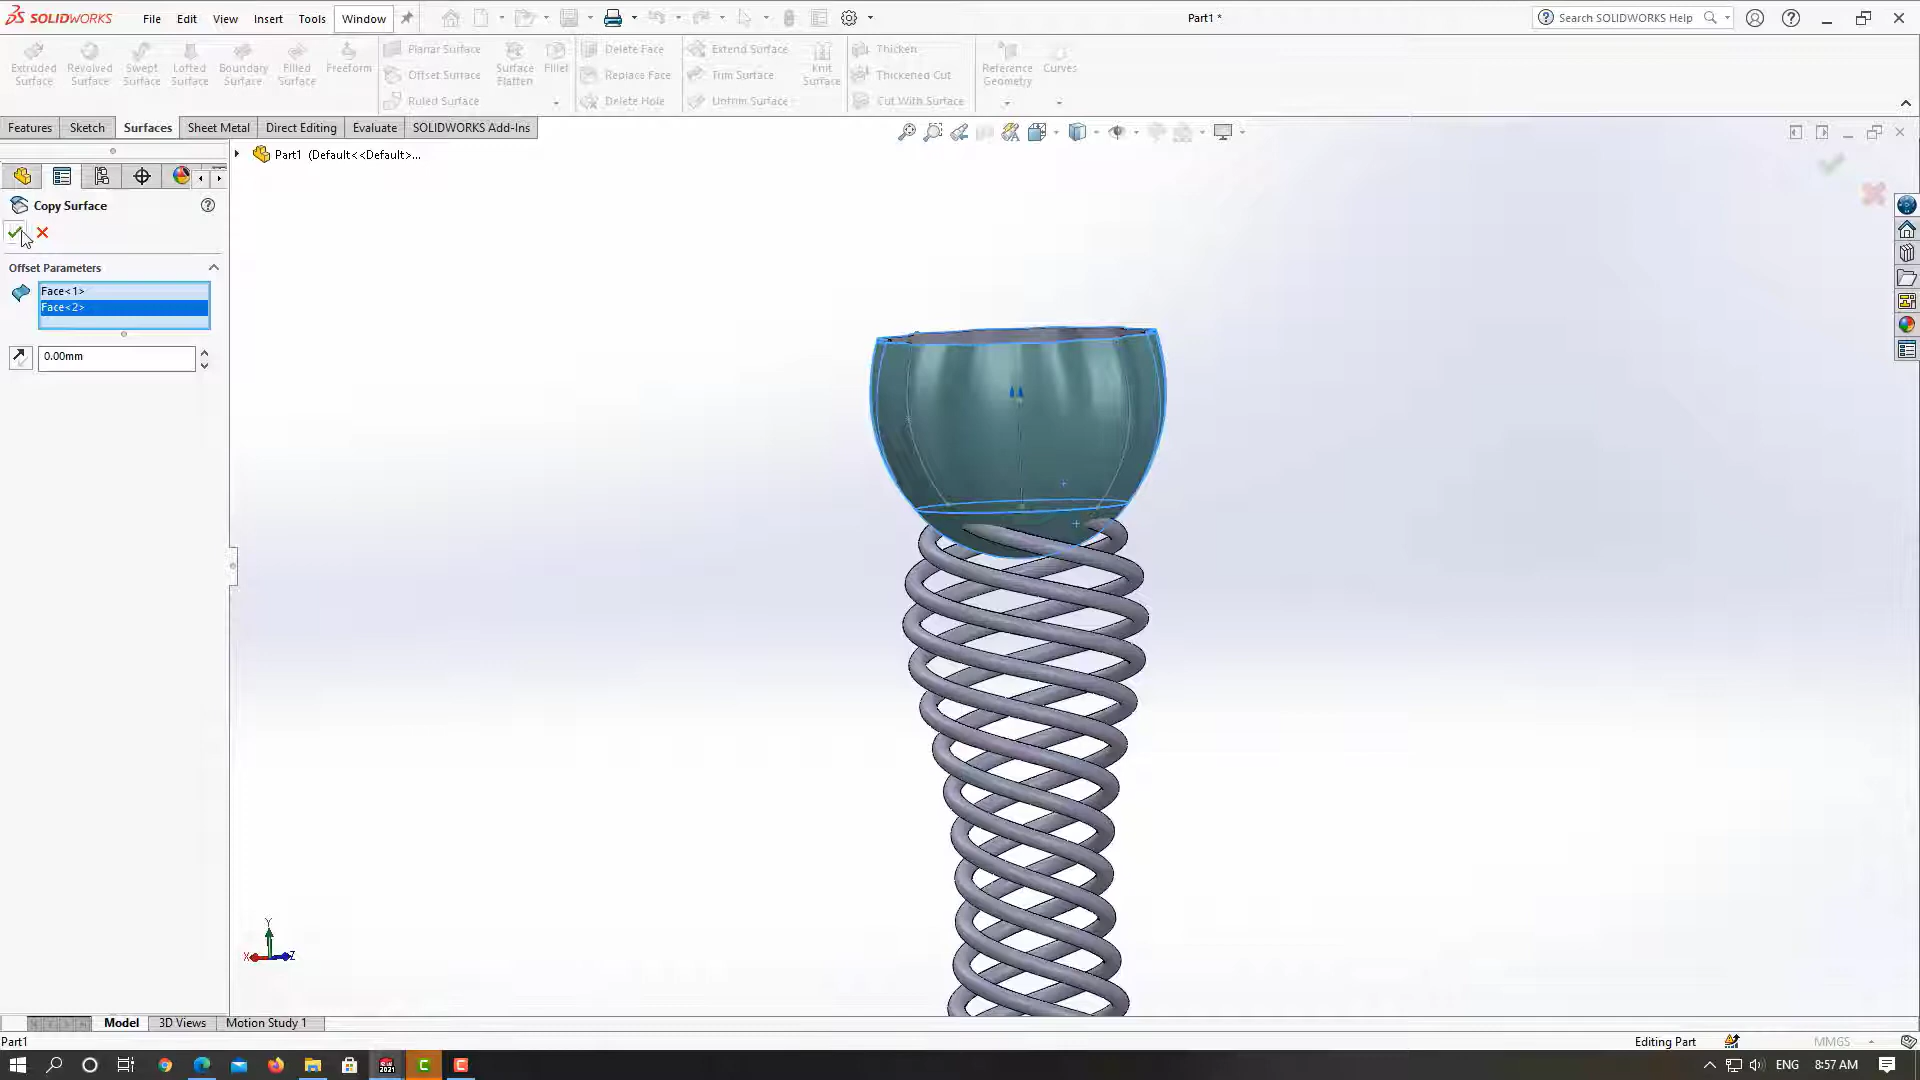 SOLIDWORKS File Edit View Insert Tools Window Part1 * Search SOLIDWORKS Help
Extruded Surface
Revolved Surface
Swept Surface
Lofted Surface
Boundary Surface
Filled Surface
Freeform
Planar Surface
Offset Surface
Ruled Surface
Surface Flatten
Fillet
Delete Face
Replace Face
Delete Hole
Extend Surface
Trim Surface
Untrim Surface
Knit Surface
Thicken
Thickened Cut
Cut With Surface
Reference Geometry
Curves
Features Sketch Surfaces Sheet Metal Direct Editing Evaluate SOLIDWORKS Add-Ins
Part1 (Default<<Default>...
Copy Surface
Offset Parameters
Face<1>
Face<2>
0.00mm
Y
X Z
Model 3D Views Motion Study 1
Part1 Editing Part MMGS
ENG 8:57 AM